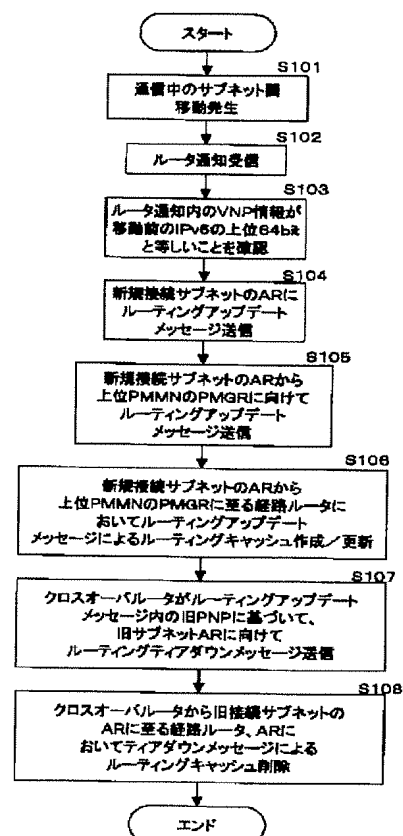 スタート
S101
通信中のサブネット間
移動発生
S102
ルータ通知受信
S103
ルータ通知内のVNP情報が
移動前のIPv6の上位64bit
と等しいことを確認
S104
新規接続サブネットのARに
ルーティングアップデート
メッセージ送信
S105
新規接続サブネットのARから
上位PMMNのPMGRに向けて
ルーティングアップデート
メッセージ送信
S106
新規接続サブネットのARから
上位PMMNのPMGRに至る経路ルータに
おいてルーティングアップデート
メッセージによるルーティングキャッシュ作成／更新
S107
クロスオーバルータがルーティングアップデート
メッセージ内の旧PNPに基づいて、
旧サブネットARに向けて
ルーティングティアダウンメッセージ送信
S108
クロスオーバルータから旧接続サブネットの
ARに至る経路ルータ、ARに
おいてティアダウンメッセージによる
ルーティングキャッシュ削除
エンド